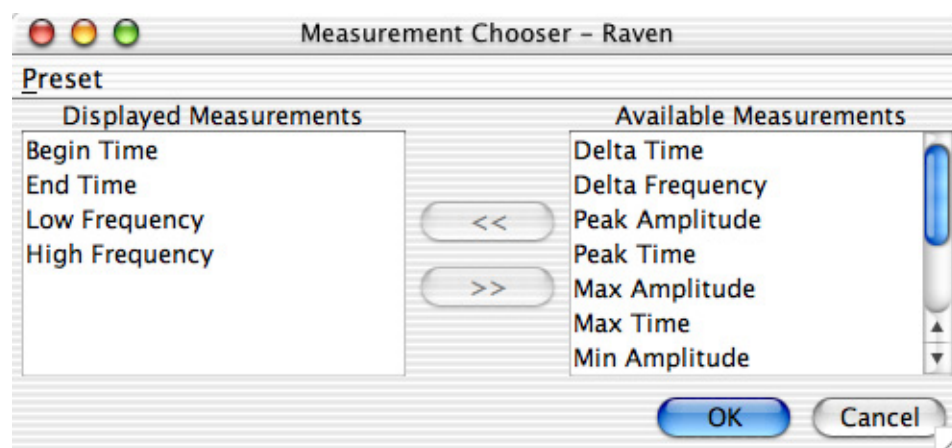 Measurement Chooser – Raven
Preset
Displayed Measurements
Begin Time
End Time
Low Frequency
High Frequency
<<
>>
Available Measurements
Delta Time
Delta Frequency
Peak Amplitude
Peak Time
Max Amplitude
Max Time
Min Amplitude
OK
Cancel